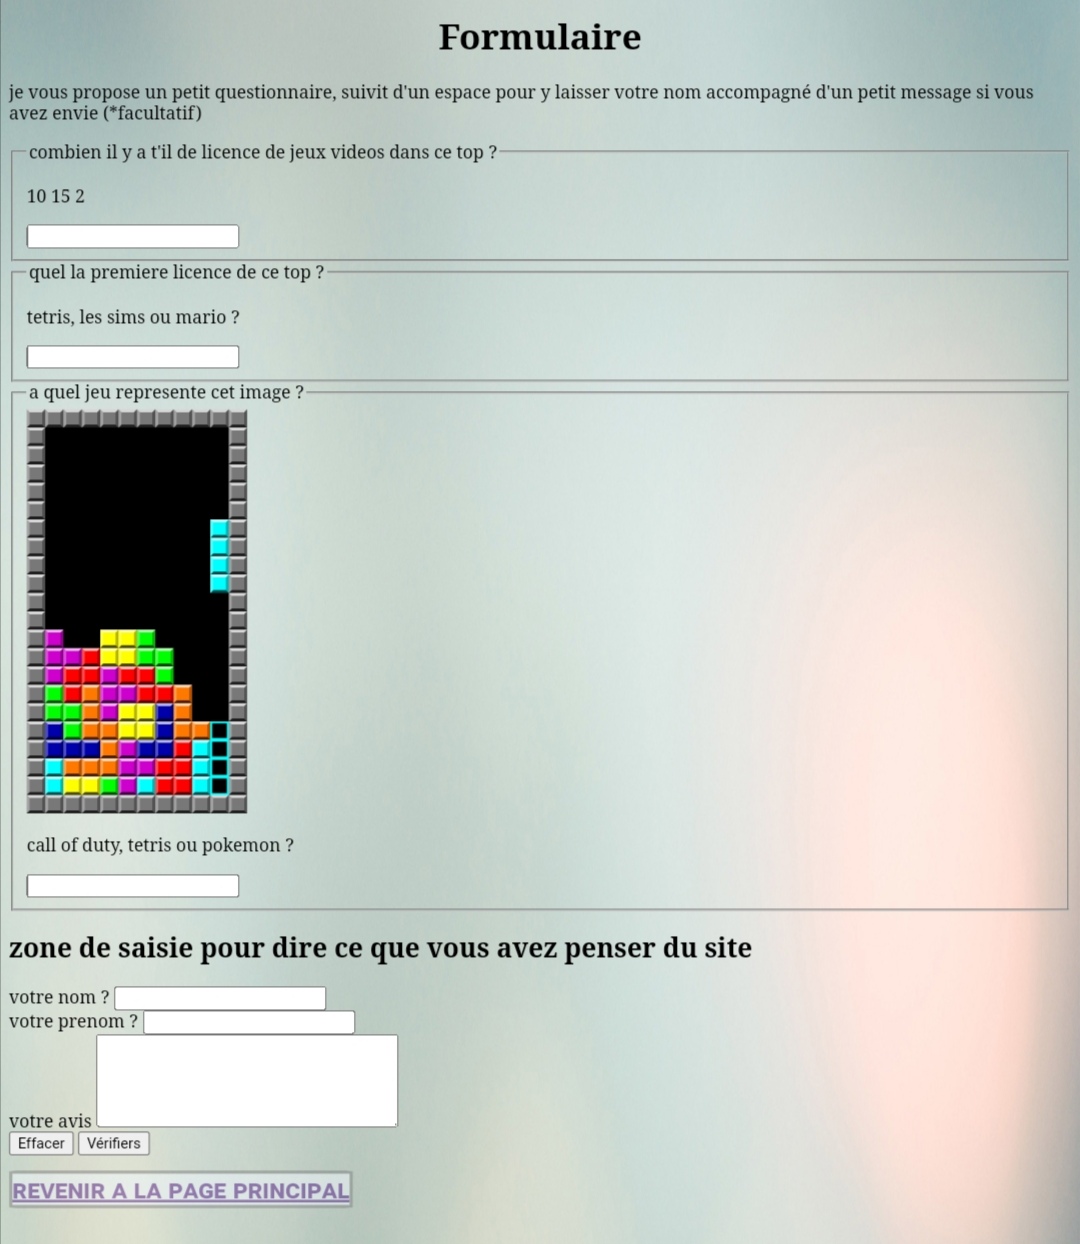 Formulaire
je vous propose un petit questionnaire, suivit d'un espace pour y laisser votre nom accompagné d'un petit message si vous
avez envie (*facultatif)
combien il y a t'il de licence de jeux videos dans ce top ?
10 15 2
quel la premiere licence de ce top ?
tetris, les sims ou mario ?
a quel jeu represente cet image ?
call of duty, tetris ou pokemon ?
zone de saisie pour dire ce que vous avez penser du site
votre nom ?
votre prenom ?
votre avis
Effacer Vérifiers
REVENIR A LA PAGE PRINCIPAL